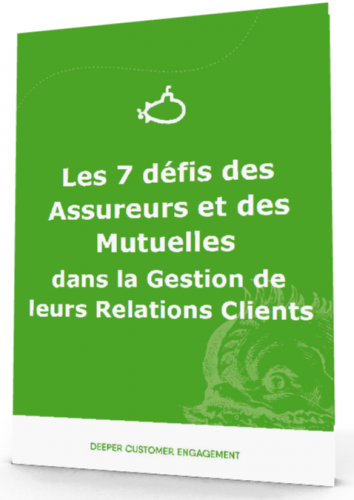 Les 7 défis des
Assureurs et des
Mutuelles
dans la Gestion de
leurs Relations Clients
DEEPER CUSTOMER ENGAGEMENT